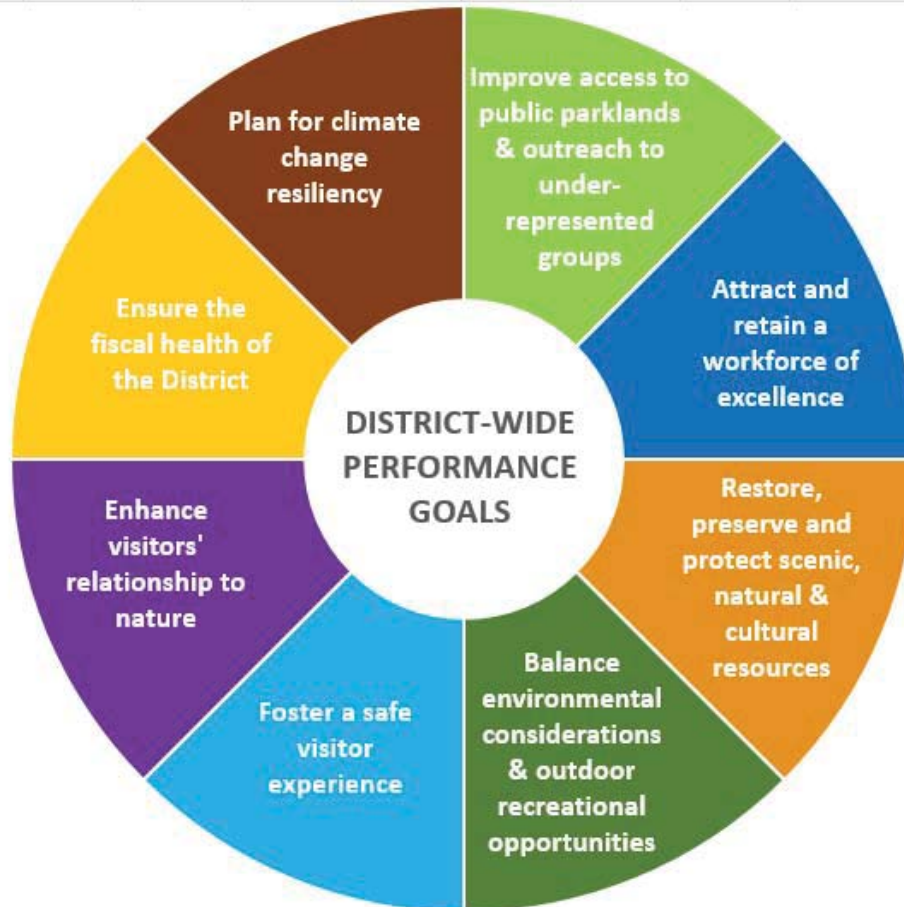 Improve access to
public parklands
& outreach to
under-
represented
groups
Attract and
retain a
workforce of
excellence
Restore,
preserve and
protect scenic,
natural &
cultural
resources
Balance
environmental
considerations
& outdoor
recreational
opportunities
Foster a safe
visitor
experience
Enhance
visitors'
relationship to
nature
Ensure the
fiscal health of
the District
Plan for climate
change
resiliency
DISTRICT-WIDE
PERFORMANCE
GOALS